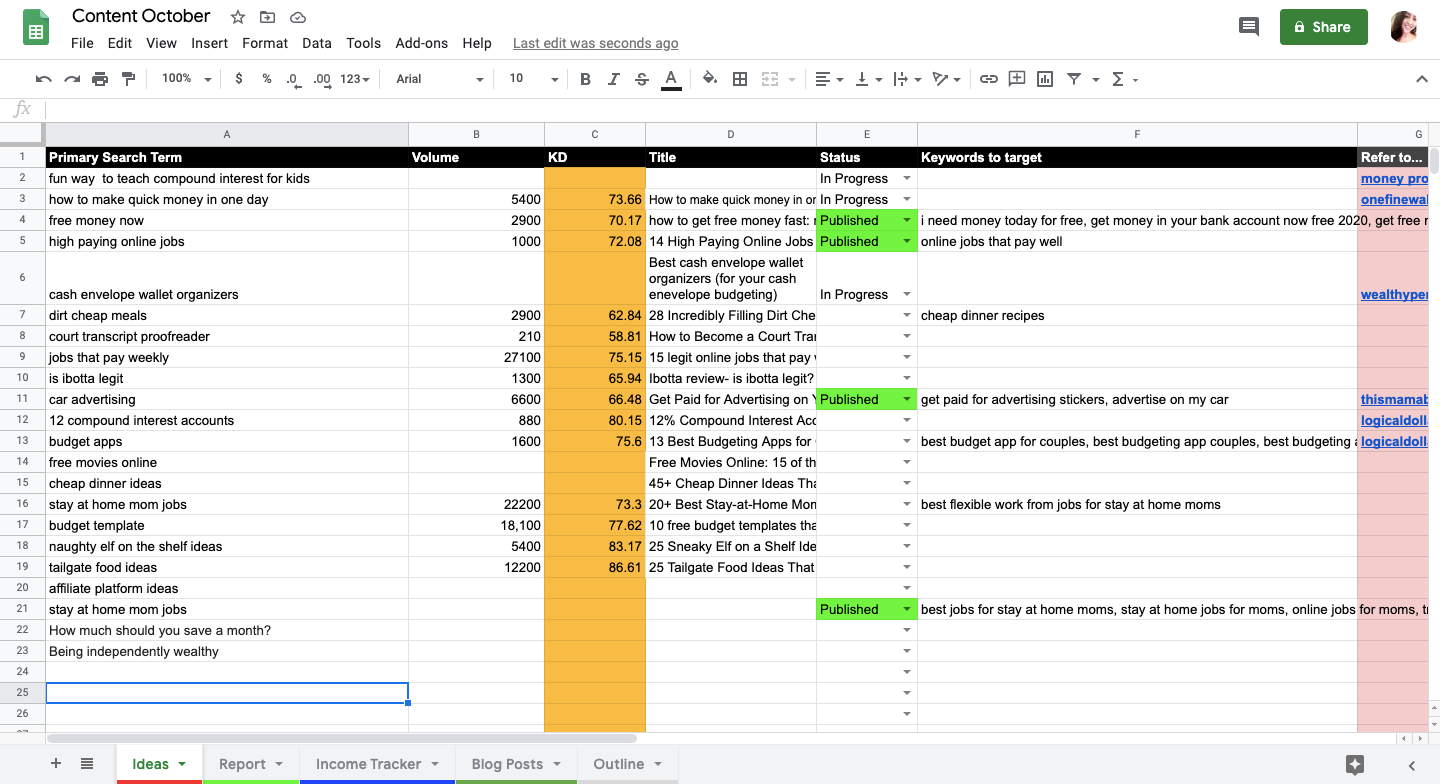 Content October
File Edit View Insert Format Data Tools Add-ons Help Last edit was seconds ago
Share
100% $ % .0 .00 123 Arial 10 B I S A
fx
A B C D E F G
1 Primary Search Term Volume KD Title Status Keywords to target Refer to...
2 fun way to teach compound interest for kids In Progress money pro
3 how to make quick money in one day 5400 73.66 How to make quick money in or In Progress onefinewal
4 free money now 2900 70.17 how to get free money fast: Published i need money today for free, get money in your bank account now free 2020, get free
5 high paying online jobs 1000 72.08 14 High Paying Online Jobs Published online jobs that pay well
6 cash envelope wallet organizers Best cash envelope wallet
organizers (for your cash
enevelope budgeting) In Progress wealthyper
7 dirt cheap meals 2900 62.84 28 Incredibly Filling Dirt Che cheap dinner recipes
8 court transcript proofreader 210 58.81 How to Become a Court Tra
9 jobs that pay weekly 27100 75.15 15 legit online jobs that pay
10 is ibotta legit 1300 65.94 Ibotta review- is ibotta legit?
11 car advertising 6600 66.48 Get Paid for Advertising on Published get paid for advertising stickers, advertise on my car thismamab
12 12 compound interest accounts 880 80.15 12% Compound Interest Acc logicaldoll
13 budget apps 1600 75.6 13 Best Budgeting Apps for best budget app for couples, best budgeting app couples, best budgeting logicaldoll
14 free movies online Free Movies Online: 15 of th
15 cheap dinner ideas 45+ Cheap Dinner Ideas Tha
16 stay at home mom jobs 22200 73.3 20+ Best Stay-at-Home Mom best flexible work from jobs for stay at home moms
17 budget template 18,100 77.62 10 free budget templates tha
18 naughty elf on the shelf ideas 5400 83.17 25 Sneaky Elf on a Shelf Ide
19 tailgate food ideas 12200 86.61 25 Tailgate Food Ideas That
20 affiliate platform ideas
21 stay at home mom jobs Published best jobs for stay at home moms, stay at home jobs for moms, online jobs for moms,
22 How much should you save a month?
23 Being independently wealthy
24
25
26
Ideas Report Income Tracker Blog Posts Outline